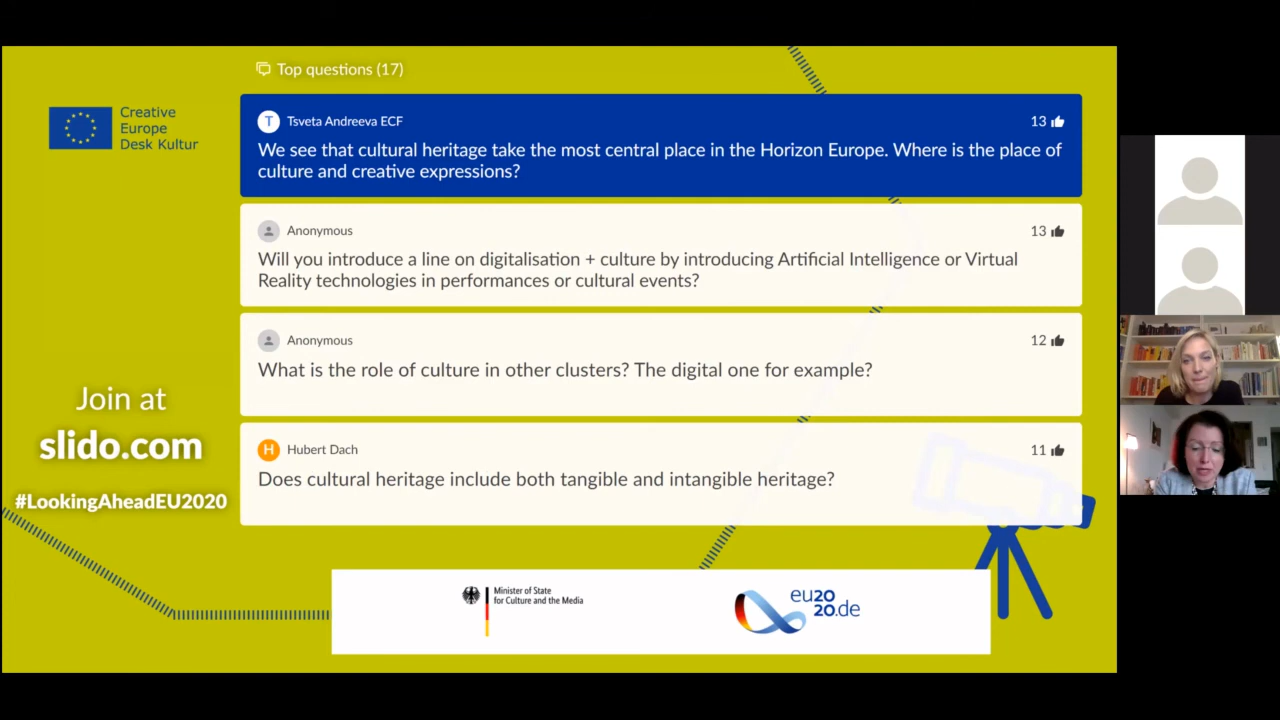 Top questions (17)
Creative
Europe
Desk Kultur
T Tsveta Andreeva ECF 13
We see that cultural heritage take the most central place in the Horizon Europe. Where is the place of
culture and creative expressions?
Anonymous 13
Will you introduce a line on digitalisation + culture by introducing Artificial Intelligence or Virtual
Reality technologies in performances or cultural events?
Anonymous 12
What is the role of culture in other clusters? The digital one for example?
H Hubert Dach 11
Does cultural heritage include both tangible and intangible heritage?
Join at
slido.com
#LookingAheadEU2020
Minister of State
for Culture and the Media
eu20
20.de